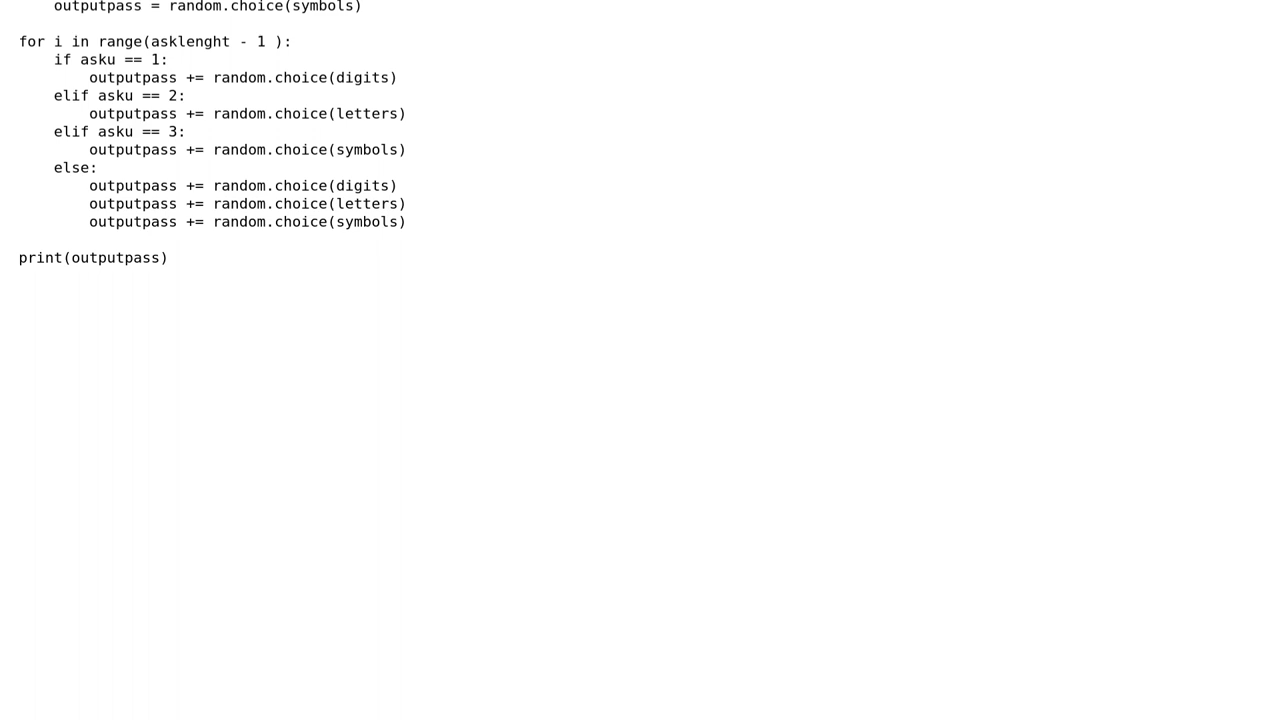 outputpass = random.choice(symbols)

for i in range(asklenght - 1 ):
    if asku == 1:
        outputpass += random.choice(digits)
    elif asku == 2:
        outputpass += random.choice(letters)
    elif asku == 3:
        outputpass += random.choice(symbols)
    else:
        outputpass += random.choice(digits)
        outputpass += random.choice(letters)
        outputpass += random.choice(symbols)

print(outputpass)